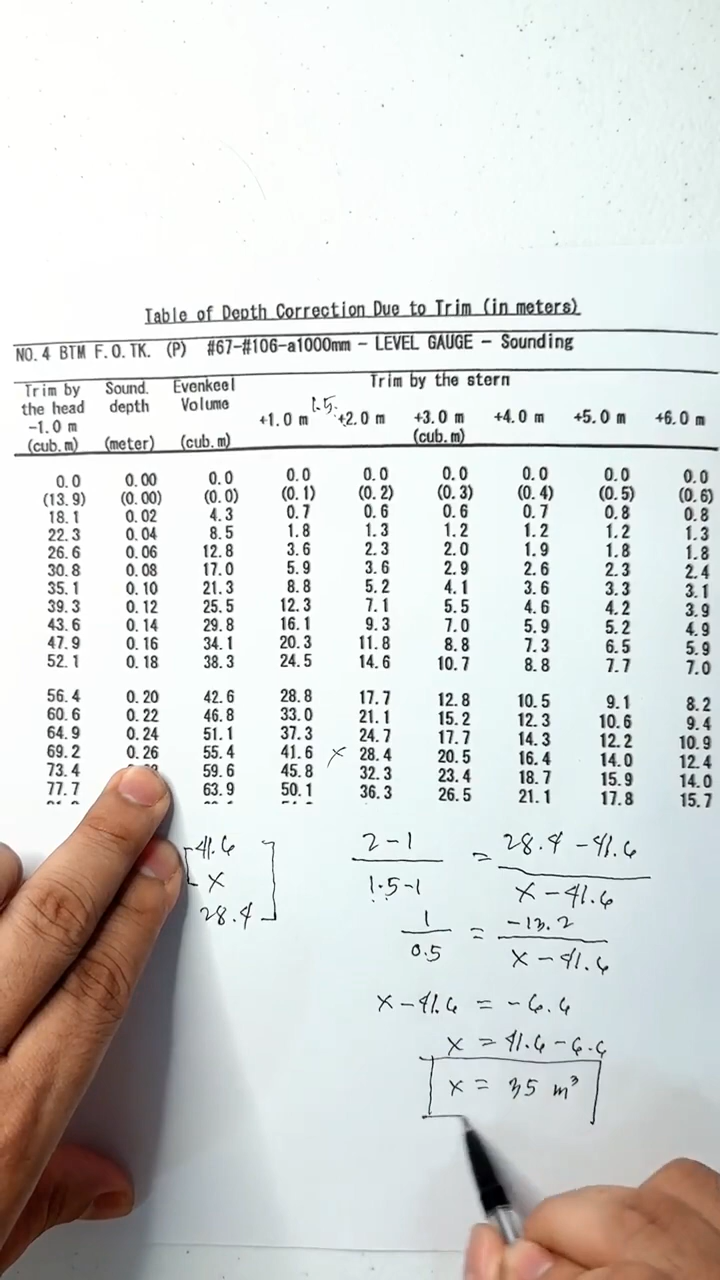 Table of Depth Correction Due to Trim (in meters)
NO. 4 BTM F. O. TK. (P) #67-#106-a1000mm - LEVEL GAUGE - Sounding
Trim by the head -1.0 m (cub. m) Sound. depth (meter) Evenkeel Volume (cub. m) Trim by the stern
+1.0 m 1.5. +2.0 m +3.0 m +4.0 m +5.0 m +6.0 m
(cub. m)
0.0 0.00 0.0 0.0 0.0 0.0 0.0 0.0 0.0
(13.9) (0.00) (0.0) (0.1) (0.2) (0.3) (0.4) (0.5) (0.6)
18.1 0.02 4.3 0.7 0.6 0.6 0.7 0.8 0.8
22.3 0.04 8.5 1.8 1.3 1.2 1.2 1.2 1.3
26.6 0.06 12.8 3.6 2.3 2.0 1.9 1.8 1.8
30.8 0.08 17.0 5.9 3.6 2.9 2.6 2.3 2.4
35.1 0.10 21.3 8.8 5.2 4.1 3.6 3.3 3.1
39.3 0.12 25.5 12.3 7.1 5.5 4.6 4.2 3.9
43.6 0.14 29.8 16.1 9.3 7.0 5.9 5.2 4.9
47.9 0.16 34.1 20.3 11.8 8.8 7.3 6.5 5.9
52.1 0.18 38.3 24.5 14.6 10.7 8.8 7.7 7.0
56.4 0.20 42.6 28.8 17.7 12.8 10.5 9.1 8.2
60.6 0.22 46.8 33.0 21.1 15.2 12.3 10.6 9.4
64.9 0.24 51.1 37.3 24.7 17.7 14.3 12.2 10.9
69.2 0.26 55.4 41.6 x 28.4 20.5 16.4 14.0 12.4
73.4 59.6 45.8 32.3 23.4 18.7 15.9 14.0
77.7 63.9 50.1 36.3 26.5 21.1 17.8 15.7
41.6
x
28.4
2-1 / 1.5-1 = 28.4-41.6 / x-41.6
1 / 0.5 = -13.2 / x-41.6
x-41.6 = -6.6
x = 41.6-6.6
x = 35 m³